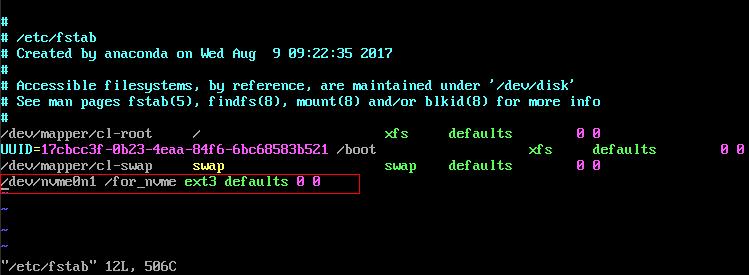 #
# /etc/fstab
# Created by anaconda on Wed Aug  9 09:22:35 2017
#
# Accessible filesystems, by reference, are maintained under '/dev/disk'
# See man pages fstab(5), findfs(8), mount(8) and/or blkid(8) for more info
#
/dev/mapper/cl-root     /                       xfs     defaults        0 0
UUID=17cbcc3f-0b23-4eaa-84f6-6bc68583b521 /boot                   xfs     defaults        0 0
/dev/mapper/cl-swap     swap                    swap    defaults        0 0
/dev/nvme0n1 /for_nvme ext3 defaults 0 0
~
~
~
~
"/etc/fstab" 12L, 506C